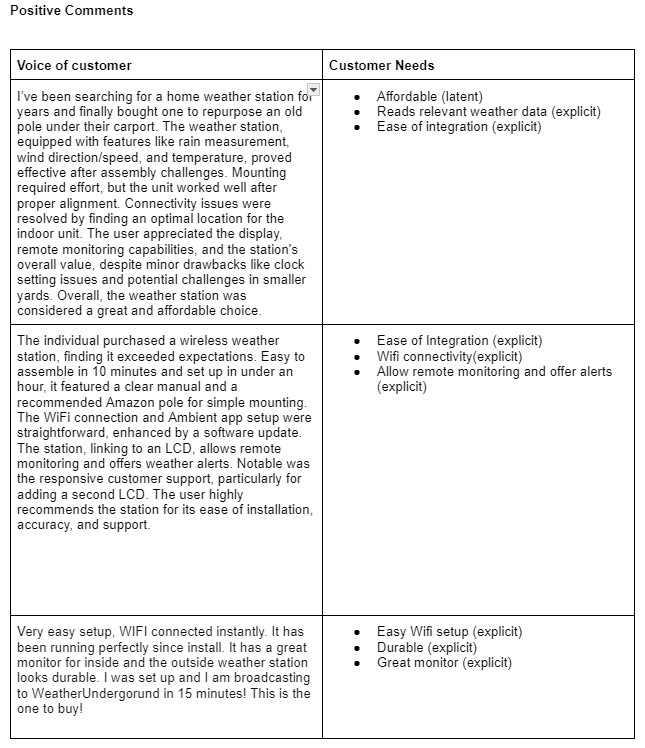 Positive Comments
Voice of customer
Customer Needs
I've been searching for a home weather station for
years and finally bought one to repurpose an old
pole under their carport. The weather station,
equipped with features like rain measurement,
wind direction/speed, and temperature, proved
effective after assembly challenges. Mounting
required effort, but the unit worked well after
proper alignment. Connectivity issues were
resolved by finding an optimal location for the
indoor unit. The user appreciated the display,
remote monitoring capabilities, and the station's
overall value, despite minor drawbacks like clock
setting issues and potential challenges in smaller
yards. Overall, the weather station was
considered a great and affordable choice.
● Affordable (latent)
● Reads relevant weather data (explicit)
● Ease of integration (explicit)
The individual purchased a wireless weather
station, finding it exceeded expectations. Easy to
assemble in 10 minutes and set up in under an
hour, it featured a clear manual and a
recommended Amazon pole for simple mounting.
The WiFi connection and Ambient app setup were
straightforward, enhanced by a software update.
The station, linking to an LCD, allows remote
monitoring and offers weather alerts. Notable was
the responsive customer support, particularly for
adding a second LCD. The user highly
recommends the station for its ease of installation,
accuracy, and support.
● Ease of Integration (explicit)
● Wifi connectivity(explicit)
● Allow remote monitoring and offer alerts
(explicit)
Very easy setup, WIFI connected instantly. It has
been running perfectly since install. It has a great
monitor for inside and the outside weather station
looks durable. I was set up and I am broadcasting
to WeatherUndergorund in 15 minutes! This is the
one to buy!
● Easy Wifi setup (explicit)
● Durable (explicit)
● Great monitor (explicit)